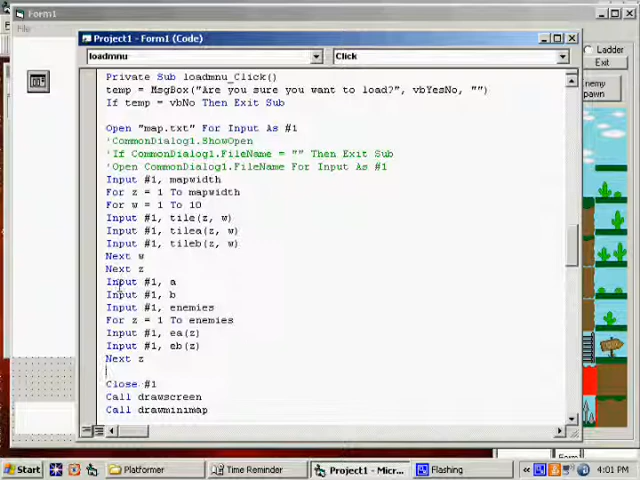 Form1
File
Project1 - Form1 (Code)
loadmnu
Click
Private Sub loadmnu_Click()
temp = MsgBox("Are you sure you want to load?", vbYesNo, "")
If temp = vbNo Then Exit Sub
Open "map.txt" For Input As #1
'CommonDialog1.ShowOpen
'If CommonDialog1.FileName = "" Then Exit Sub
'Open CommonDialog1.FileName For Input As #1
Input #1, mapwidth
For z = 1 To mapwidth
For w = 1 To 10
Input #1, tile(z, w)
Input #1, tilea(z, w)
Input #1, tileb(z, w)
Next w
Next z
Input #1, a
Input #1, b
Input #1, enemies
For z = 1 To enemies
Input #1, ea(z)
Input #1, eb(z)
Next z
Close #1
Call drawscreen
Call drawminimap
Ladder
Exit
Start
Platformer
Time Reminder
Project1 - Micr...
Flashing
4:01 PM